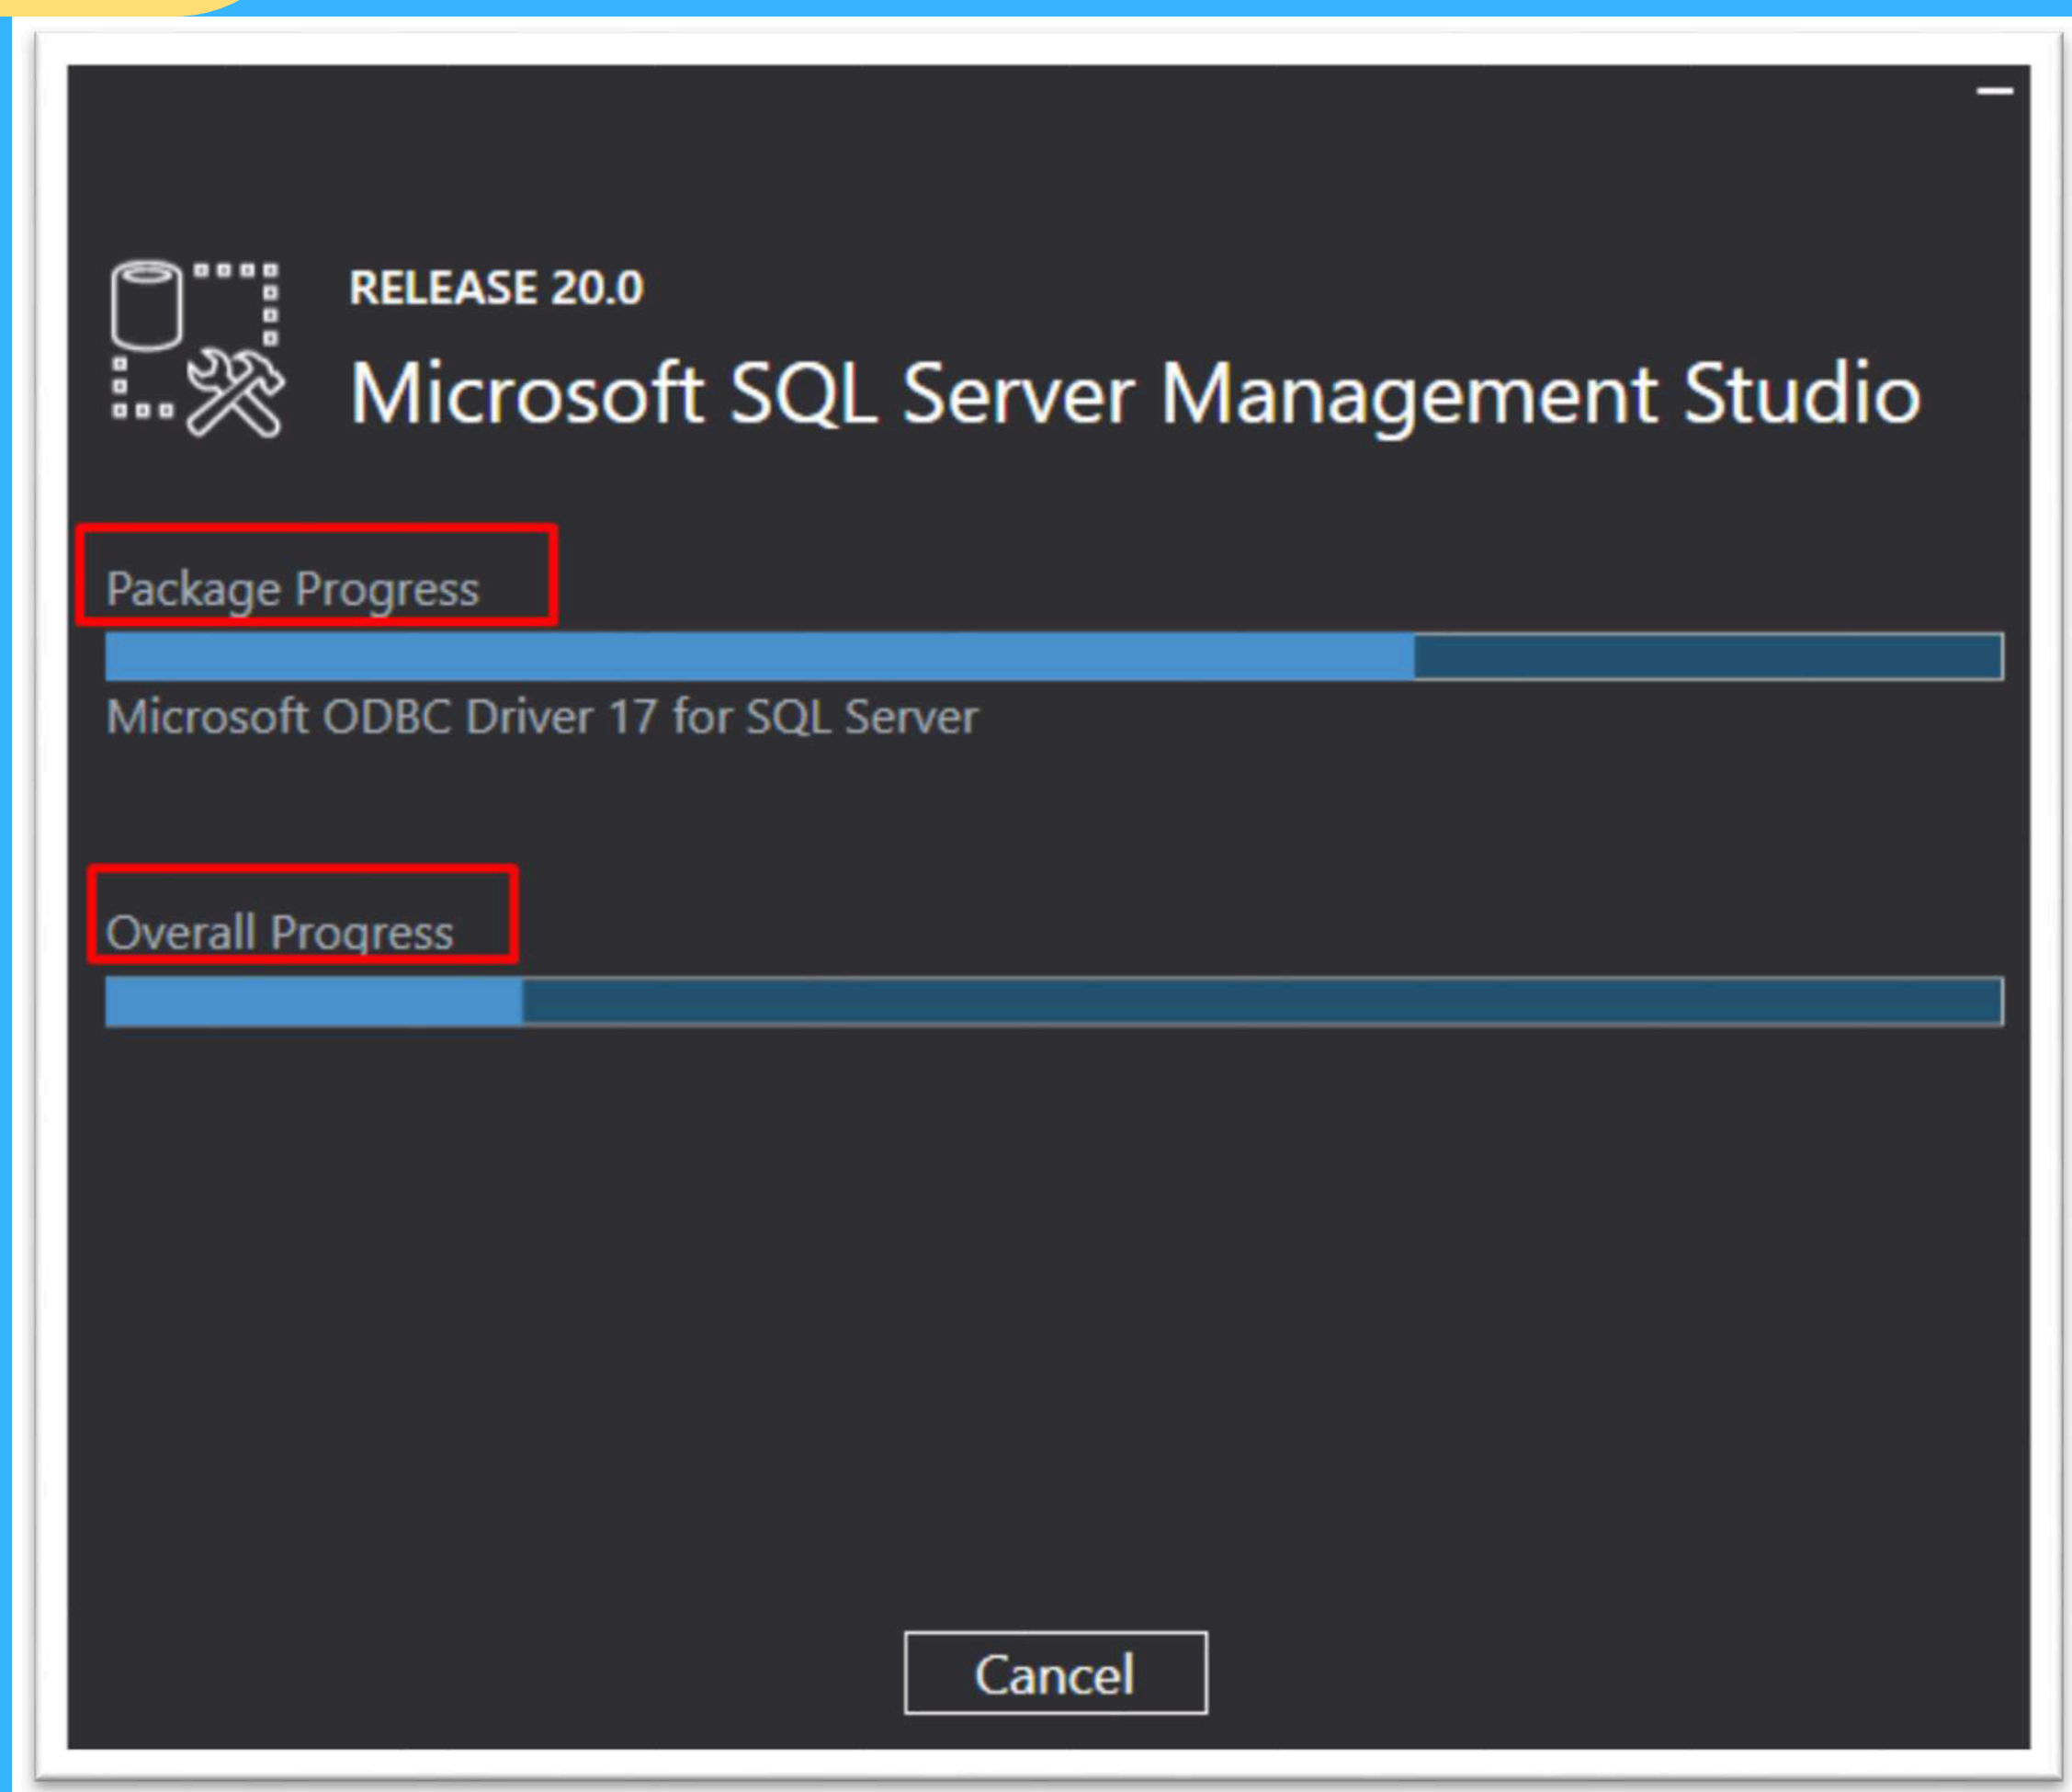 RELEASE 20.0
Microsoft SQL Server Management Studio
Package Progress
Microsoft ODBC Driver 17 for SQL Server
Overall Progress
Cancel